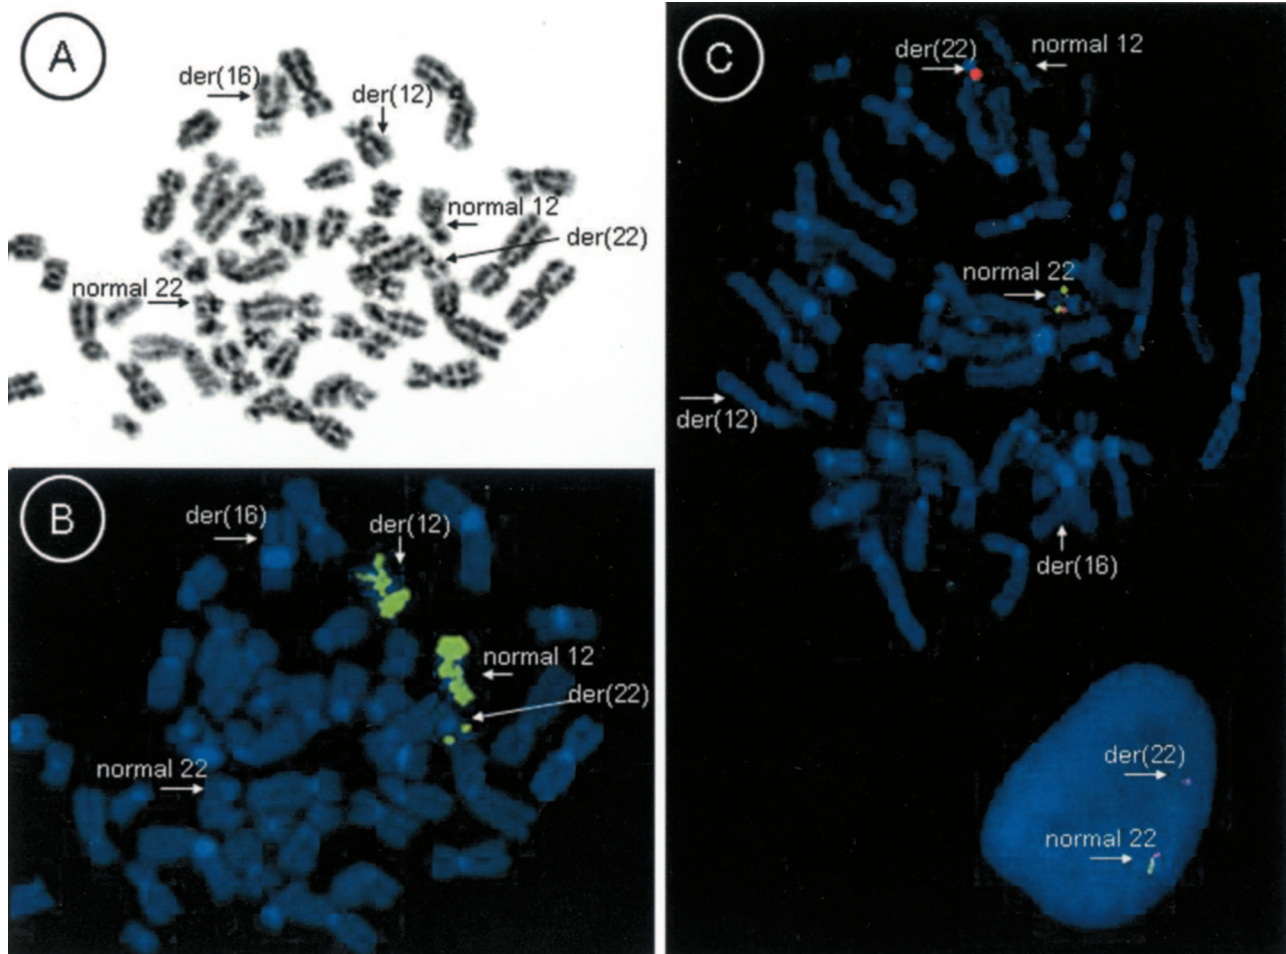 A
der(16)
der(12)
normal 12
der(22)
normal 22
B
der(16)
der(12)
normal 12
der(22)
normal 22
C
der(22)
normal 12
normal 22
der(12)
der(16)
der(22)
normal 22